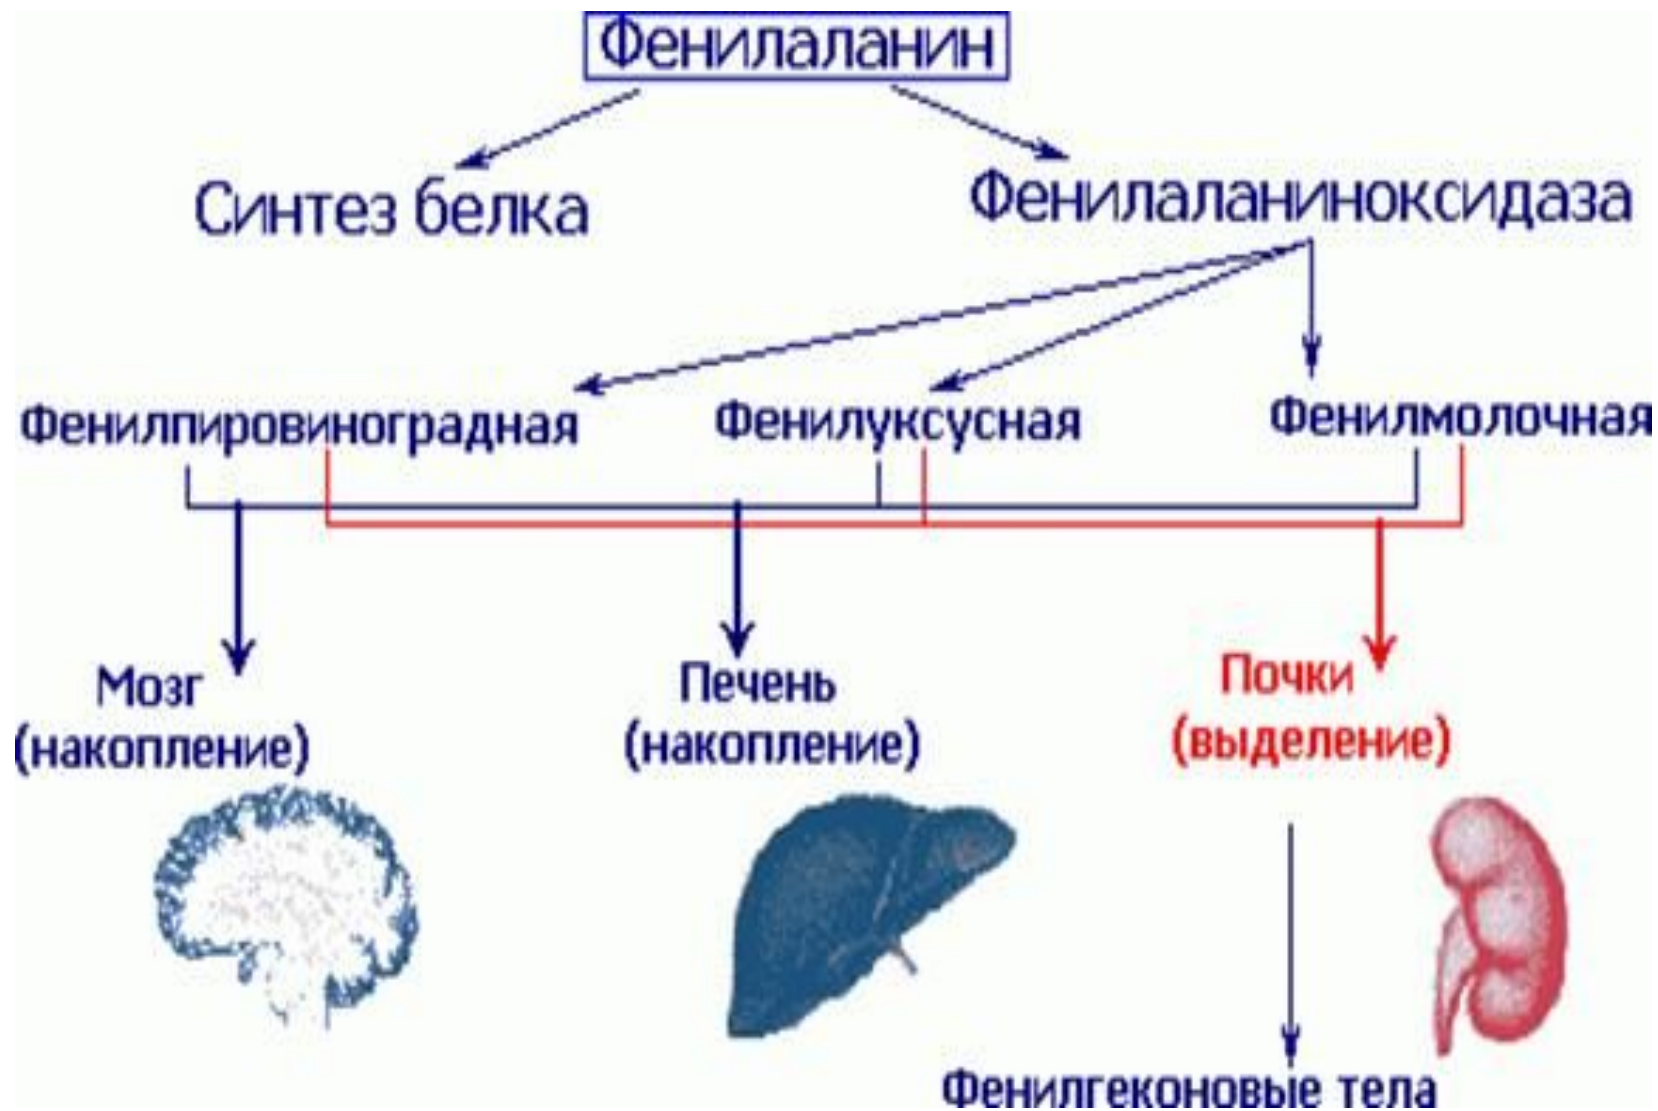 Фенилаланин
Синтез белка
Фенилаланиноксидаза
Фенилпировиноградная
Фенилуксусная
Фенилмолочная
Мозг
(накопление)
Печень
(накопление)
Почки
(выделение)
Фенилгеконовые тела